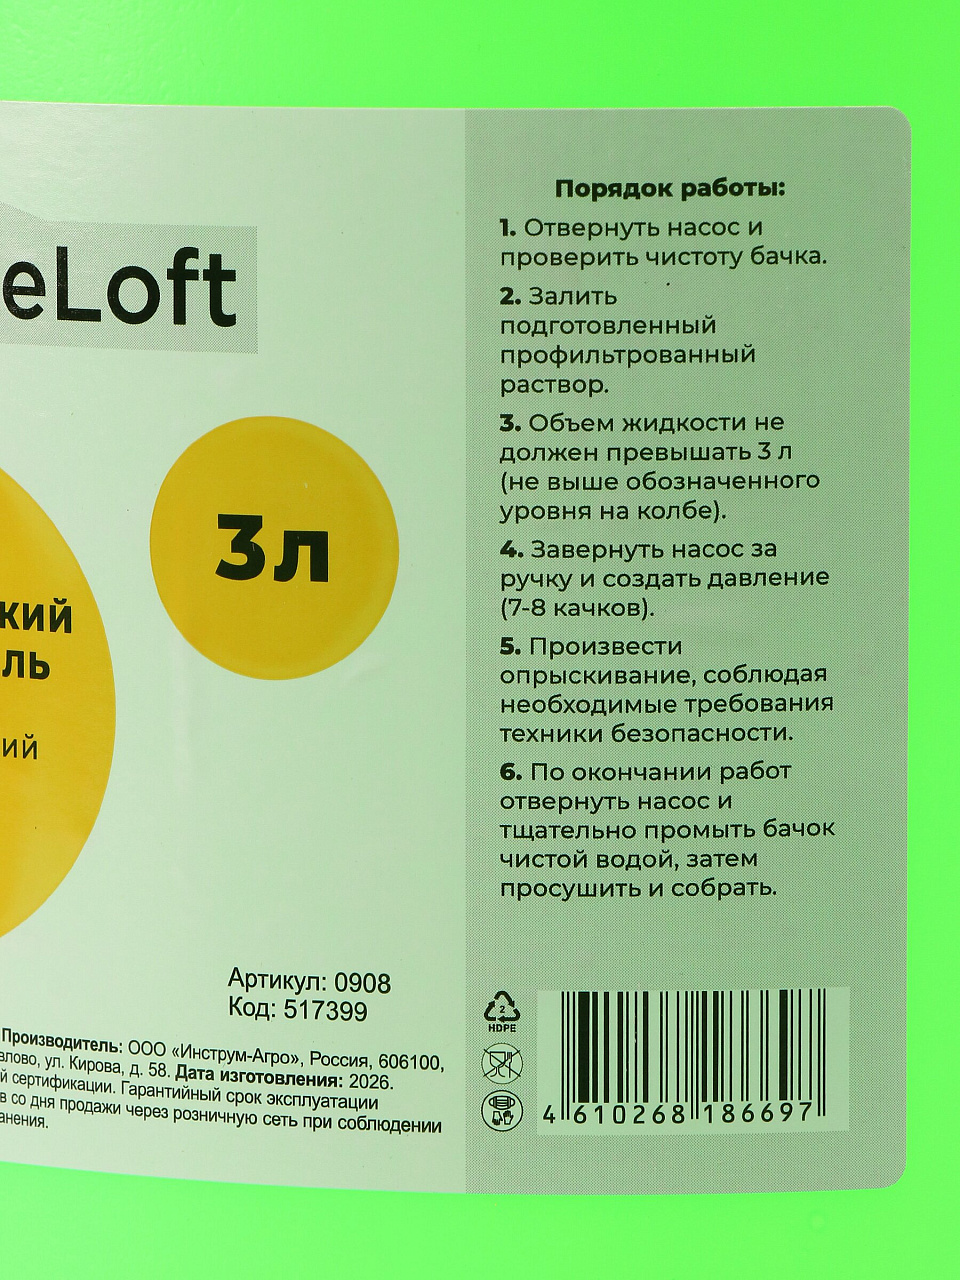 eLoft
3л
кий
ль
ий
Артикул: 0908
Код: 517399
Производитель: ООО «Инструм-Агро», Россия, 606100,
влово, ул. Кирова, д. 58. Дата изготовления: 2026.
й сертификации. Гарантийный срок эксплуатации
в со дня продажи через розничную сеть при соблюдении
анения.
Порядок работы:
1. Отвернуть насос и
проверить чистоту бачка.
2. Залить
подготовленный
профильтрованный
раствор.
3. Объем жидкости не
должен превышать 3 л
(не выше обозначенного
уровня на колбе).
4. Завернуть насос за
ручку и создать давление
(7-8 качков).
5. Произвести
опрыскивание, соблюдая
необходимые требования
техники безопасности.
6. По окончании работ
отвернуть насос и
тщательно промыть бачок
чистой водой, затем
просушить и собрать.
2
HDPE
4 610268 186697